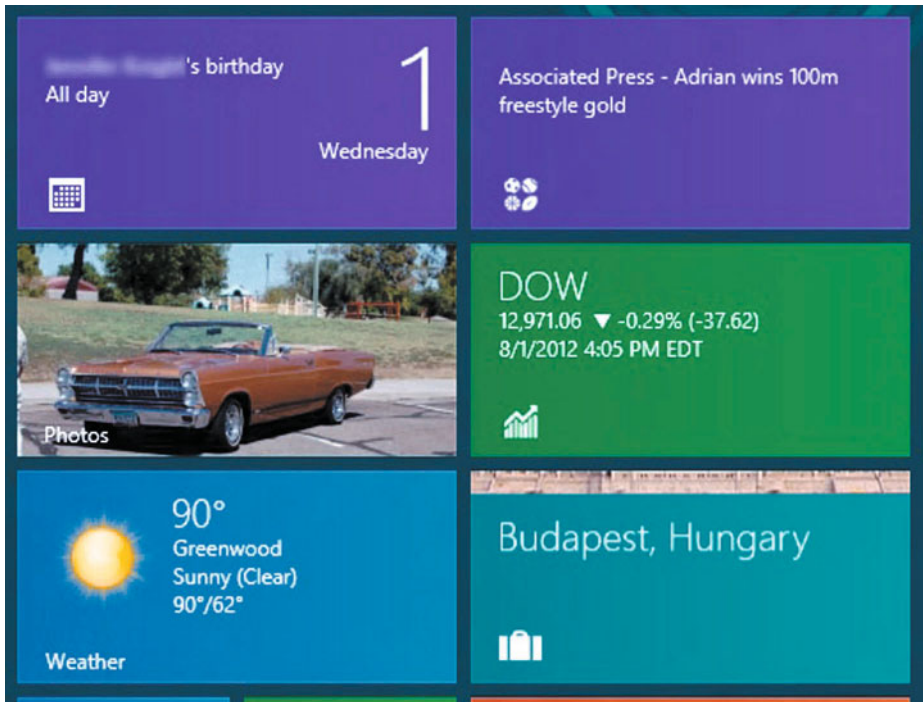 's birthday
All day
1
Wednesday
Associated Press - Adrian wins 100m
freestyle gold
Photos
DOW
12,971.06 ▼ -0.29% (-37.62)
8/1/2012 4:05 PM EDT
90°
Greenwood
Sunny (Clear)
90°/62°
Weather
Budapest, Hungary